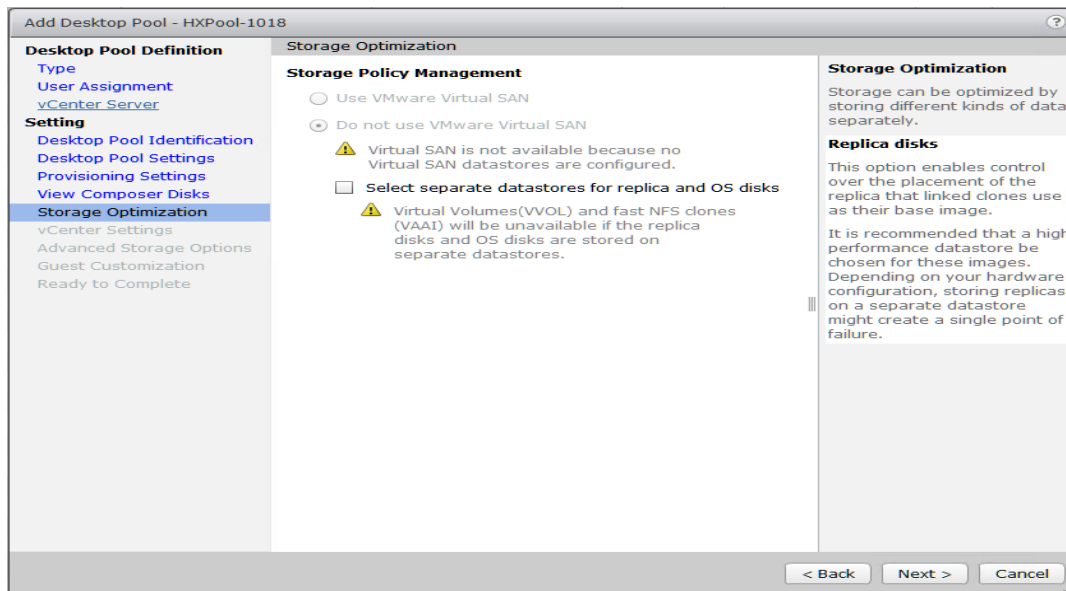 Add Desktop Pool - HXPool-1018
?
Desktop Pool Definition
Type
User Assignment
vCenter Server
Setting
Desktop Pool Identification
Desktop Pool Settings
Provisioning Settings
View Composer Disks
Storage Optimization
vCenter Settings
Advanced Storage Options
Guest Customization
Ready to Complete
Storage Optimization
Storage Policy Management
Use VMware Virtual SAN
Do not use VMware Virtual SAN
Virtual SAN is not available because no
Virtual SAN datastores are configured.
Select separate datastores for replica and OS disks
Virtual Volumes(VVOL) and fast NFS clones
(VAAI) will be unavailable if the replica
disks and OS disks are stored on
separate datastores.
Storage Optimization
Storage can be optimized by
storing different kinds of data
separately.
Replica disks
This option enables control
over the placement of the
replica that linked clones use
as their base image.
It is recommended that a high
performance datastore be
chosen for these images.
Depending on your hardware
configuration, storing replicas
on a separate datastore
might create a single point of
failure.
< Back
Next >
Cancel